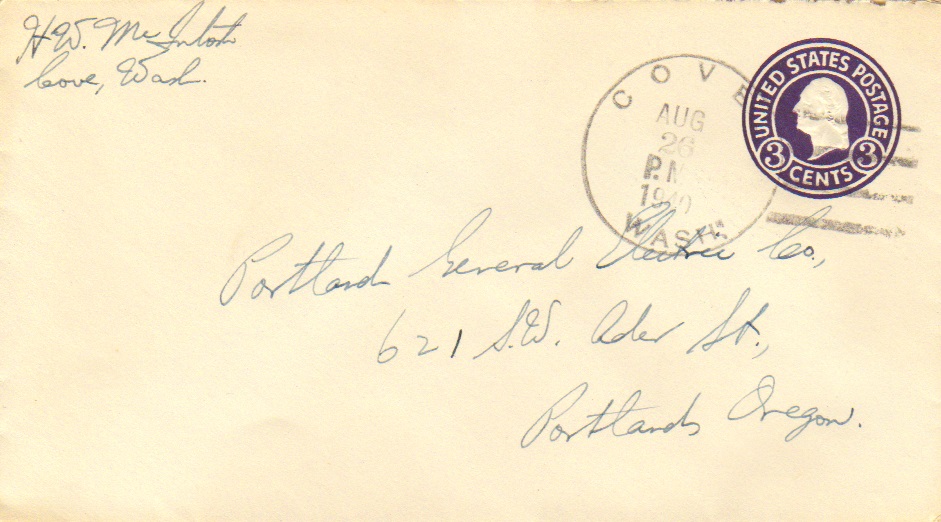 H.W. McIntosh
Cove, Wash.
COVE
AUG
26
P.M
1940
WASH.
UNITED STATES POSTAGE
3 CENTS 3
Portland General Electric Co.,
621 S.W. Alder St.,
Portland, Oregon.